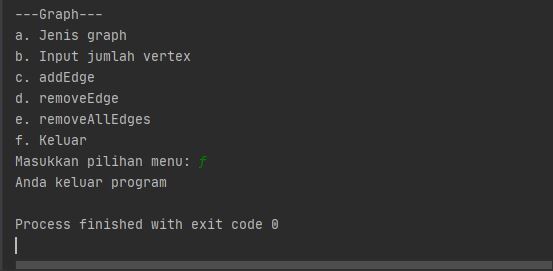 ---Graph---
a. Jenis graph
b. Input jumlah vertex
c. addEdge
d. removeEdge
e. removeAllEdges
f. Keluar
Masukkan pilihan menu: f
Anda keluar program
Process finished with exit code 0